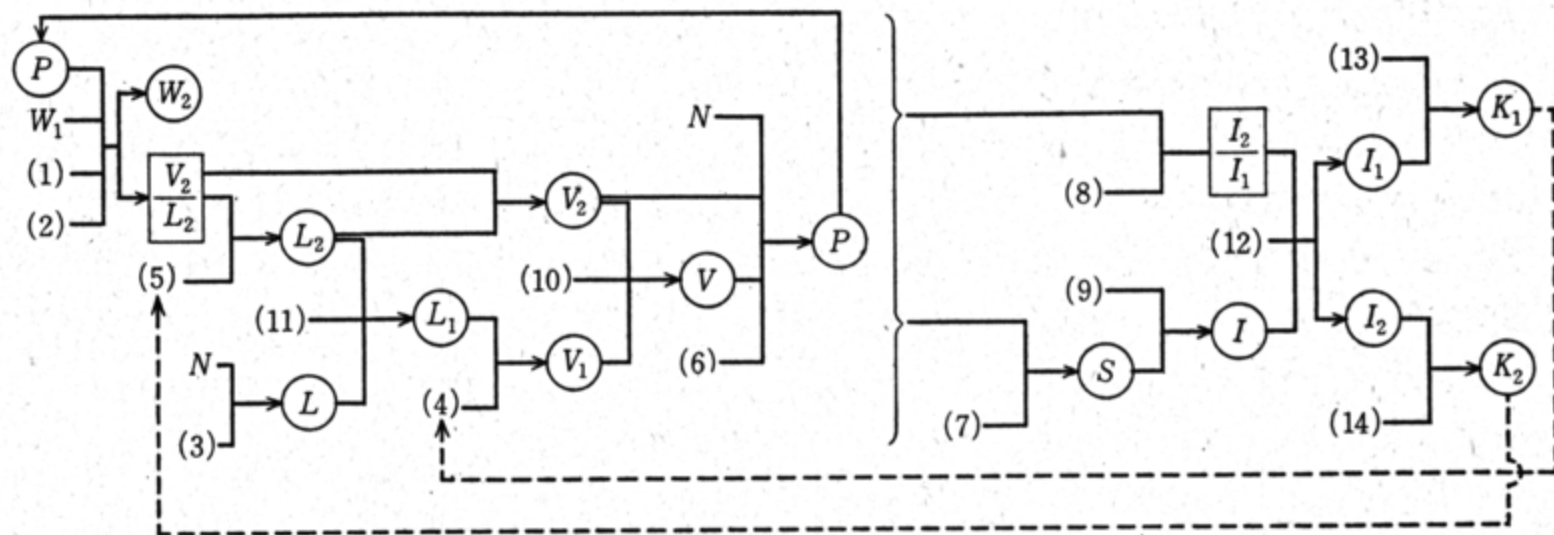 P
W₂
W₁
(1)
(2)
V₂
L₂
(5)
L₂
(11)
L₁
N
L
(3)
(4)
V₂
(10)
V
V₁
N
(6)
P
(8)
I₂
I₁
(9)
S
I
(7)
(12)
(13)
K₁
I₁
I₂
K₂
(14)